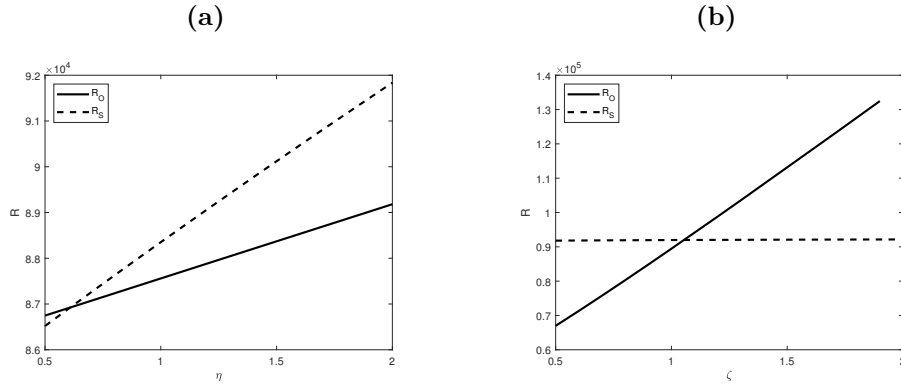 (a)
×10⁴
9.2
9.1
9
8.9
8.8
8.7
8.6
R
0.5 1 1.5 2
η
R_O
R_S
(b)
×10⁵
1.4
1.3
1.2
1.1
1
0.9
0.8
0.7
0.6
R
0.5 1 1.5 2
ζ
R_O
R_S